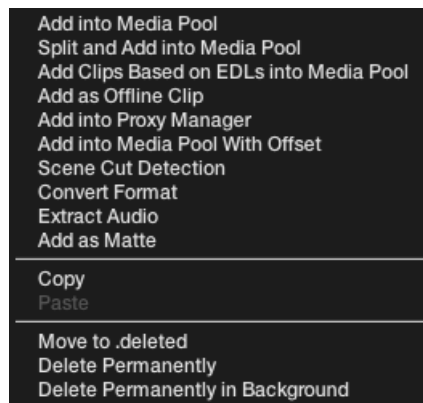 Add into Media Pool
Split and Add into Media Pool
Add Clips Based on EDLs into Media Pool
Add as Offline Clip
Add into Proxy Manager
Add into Media Pool With Offset
Scene Cut Detection
Convert Format
Extract Audio
Add as Matte
Copy
Paste
Move to .deleted
Delete Permanently
Delete Permanently in Background